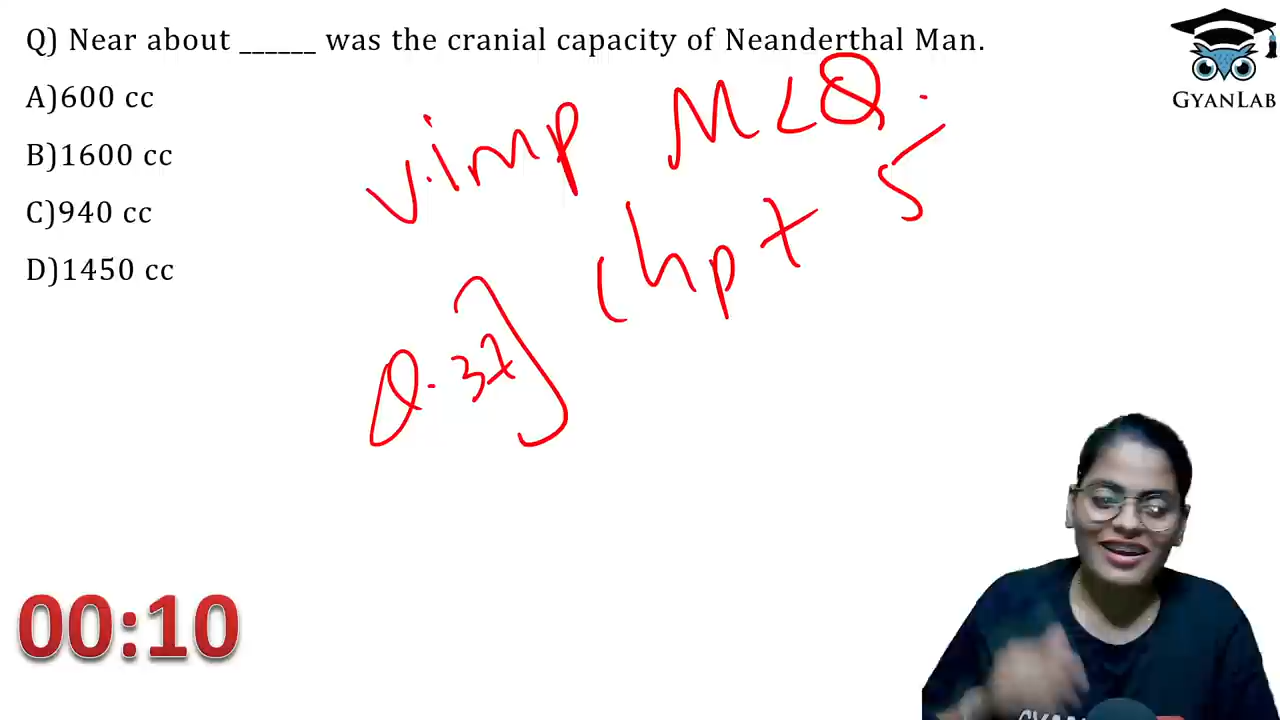 Q) Near about ______ was the cranial capacity of Neanderthal Man.
A)600 cc
B)1600 cc
C)940 cc
D)1450 cc
v.imp MCQ.
chpt 5
Q.37]
00:10
GYANLAB